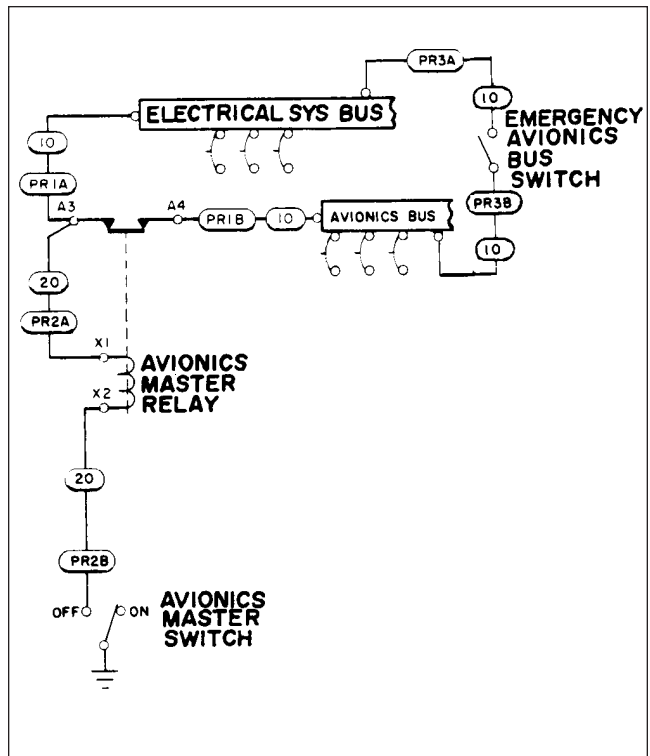 PR3A
ELECTRICAL SYS BUS
10
10
EMERGENCY
AVIONICS
BUS
SWITCH
10
PR1A
A3
A4
PR1B
10
AVIONICS BUS
PR3B
10
20
PR2A
X1
AVIONICS
MASTER
RELAY
X2
20
PR2B
OFF
ON
AVIONICS
MASTER
SWITCH